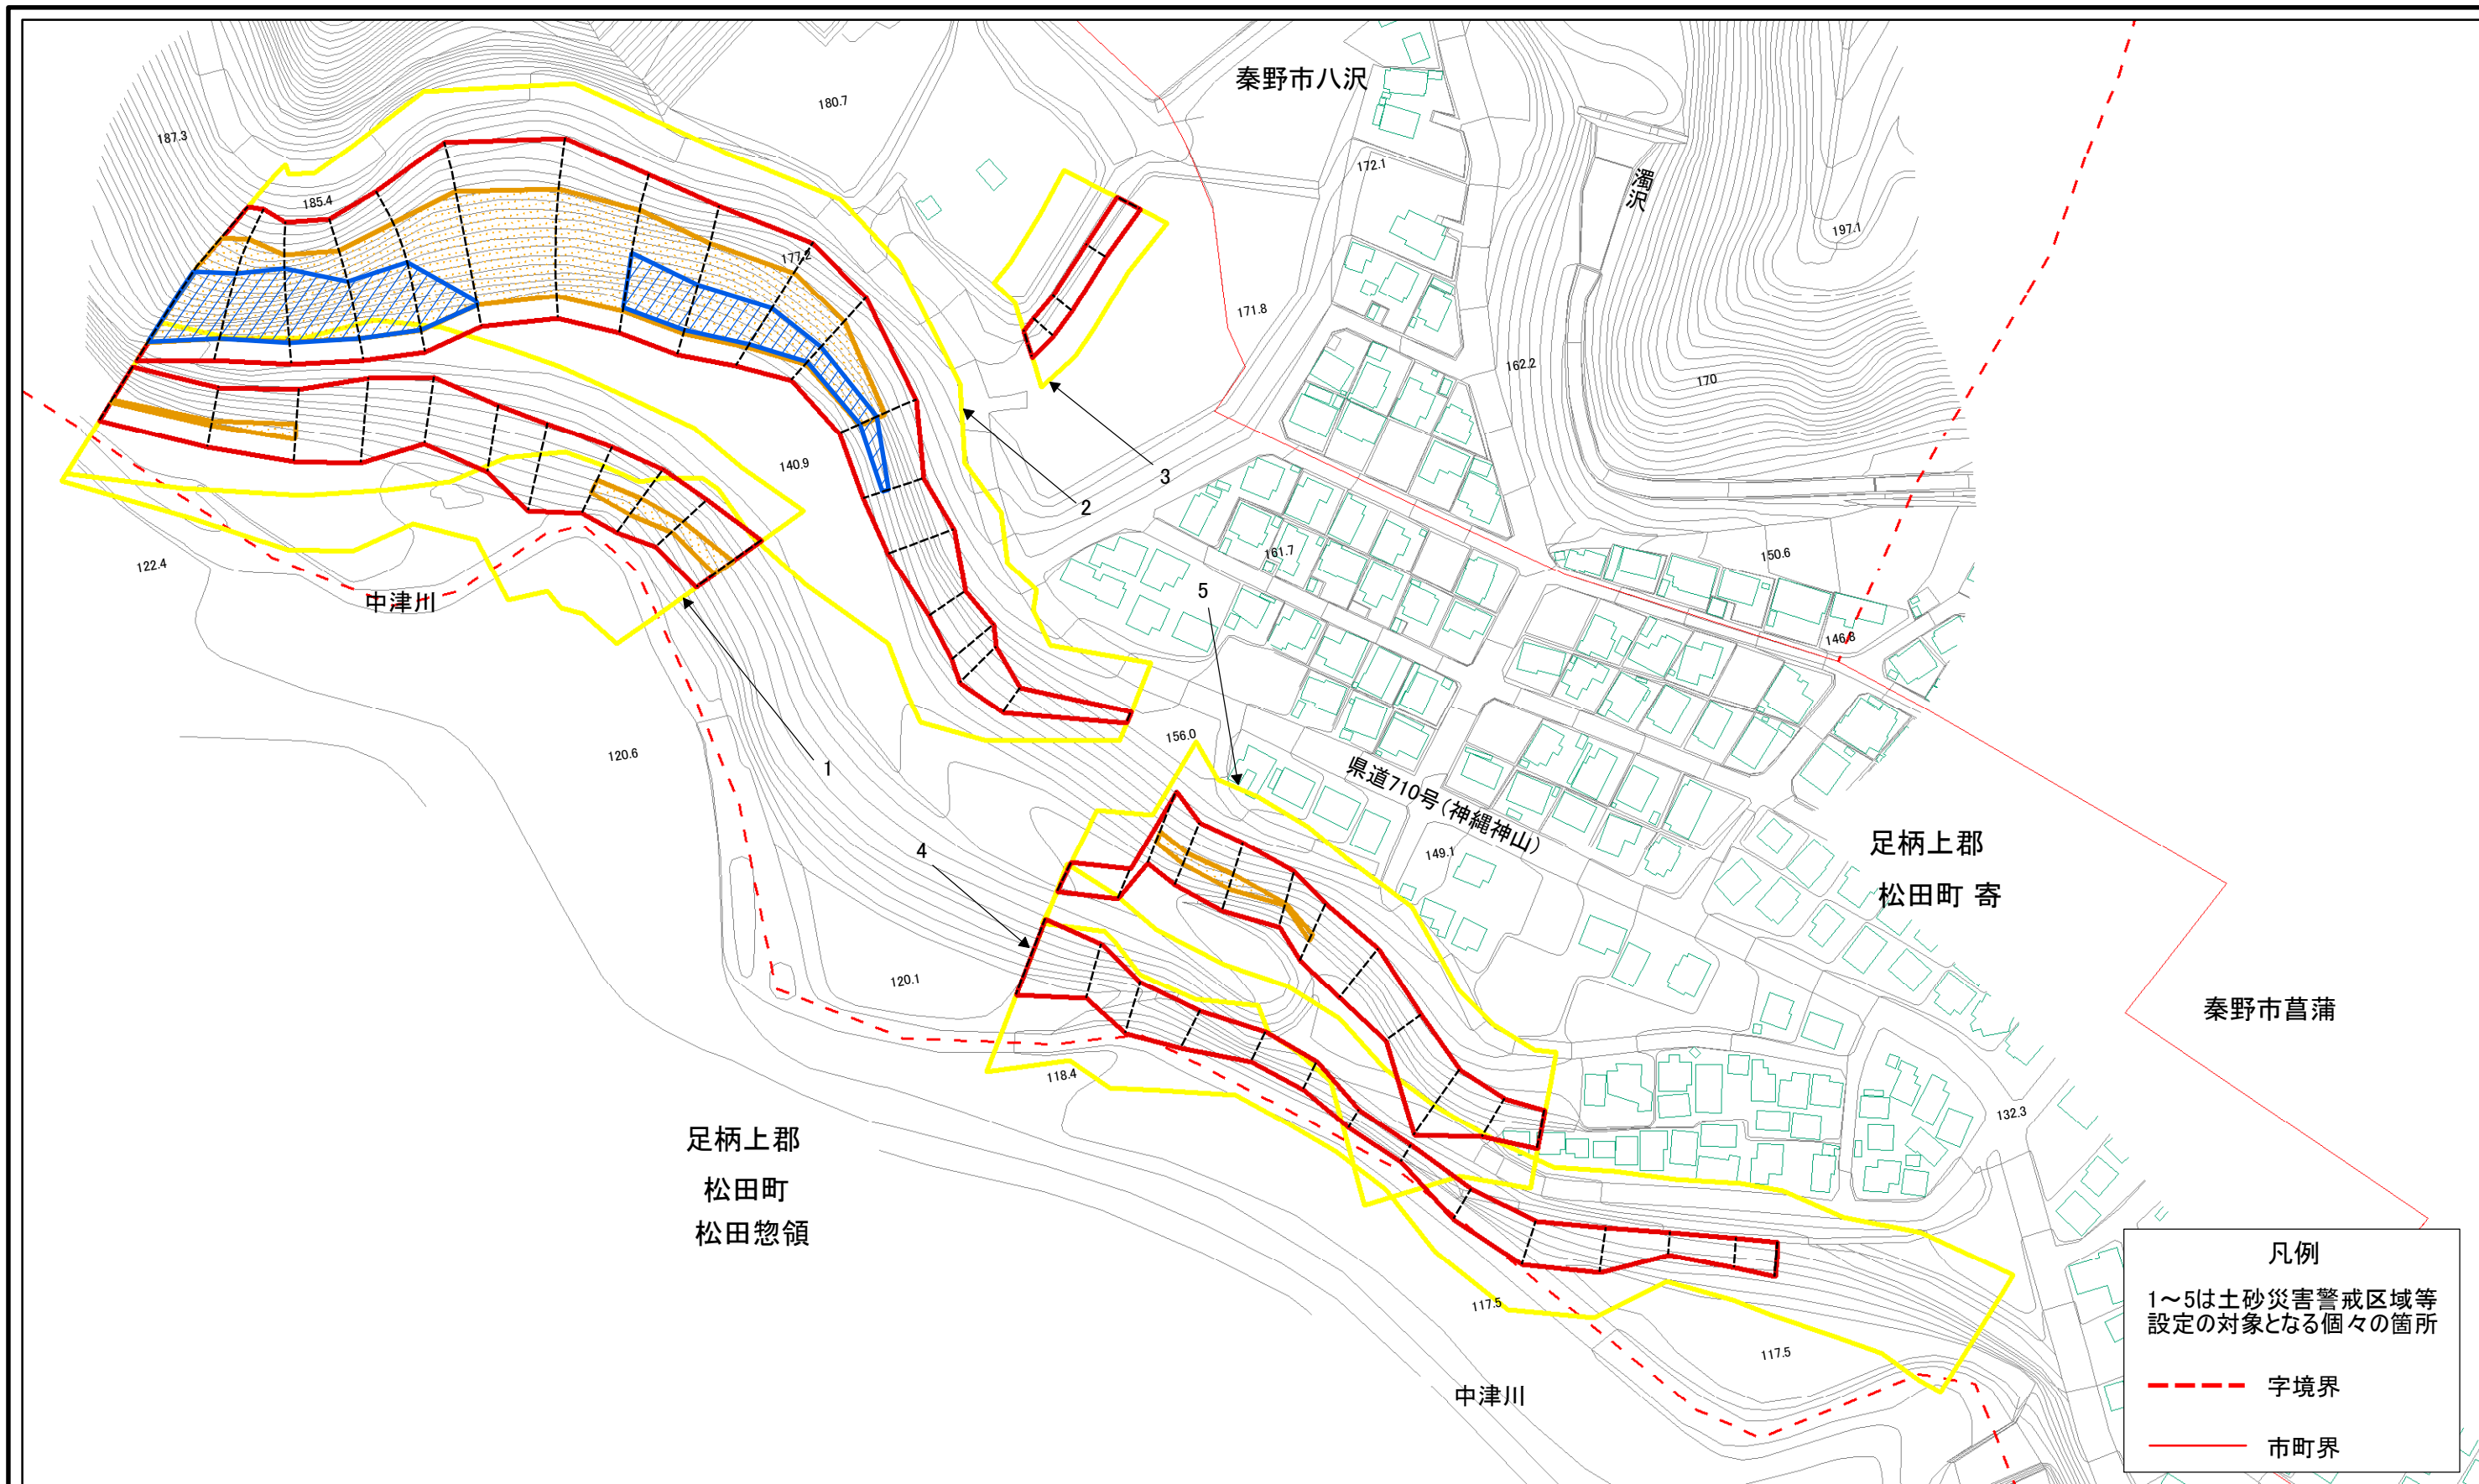 秦野市八沢
180.7
187.3
172.1
濁沢
185.4
197.1
177.2
171.8
162.2
170
140.9
3
2
161.7
150.6
122.4
5
中津川
146.8
156.0
120.6
1
県道710号(神縄神山)
149.1
足柄上郡
松田町 寄
4
120.1
秦野市菖蒲
118.4
132.3
足柄上郡
松田町
松田惣領
117.5
117.5
中津川
凡例
1～5は土砂災害警戒区域等
設定の対象となる個々の箇所
字境界
市町界